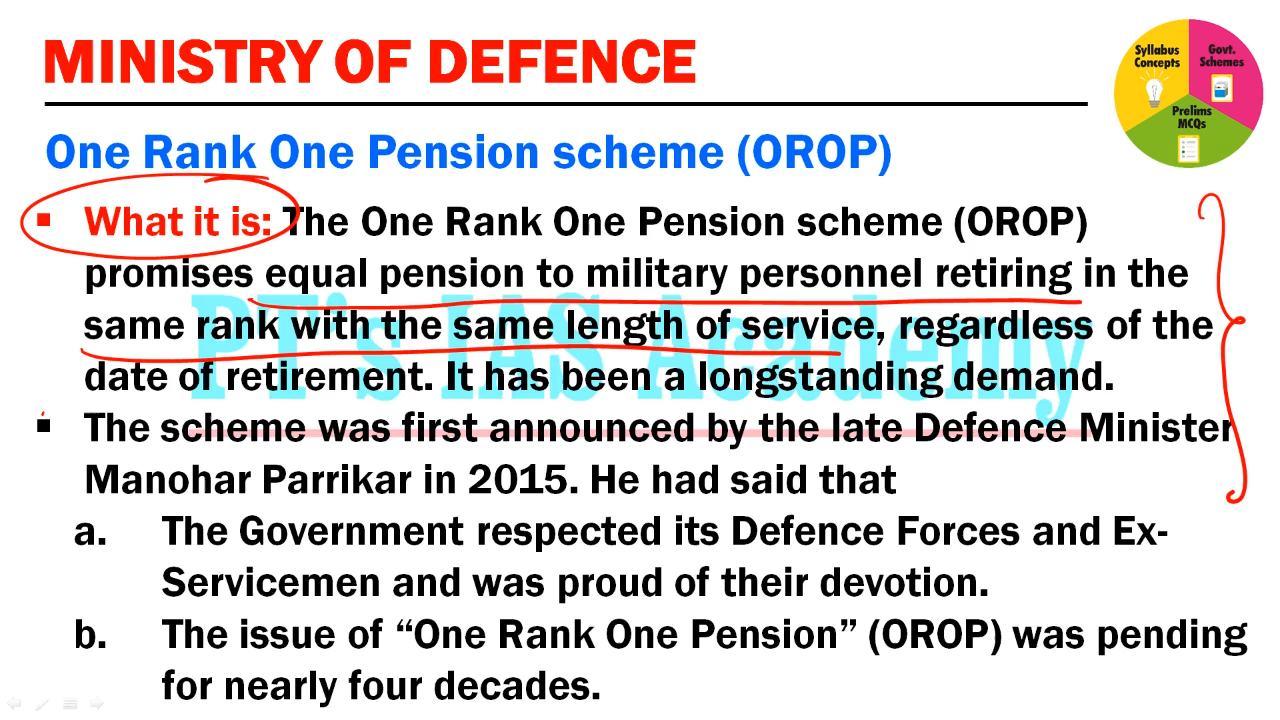 MINISTRY OF DEFENCE
Syllabus
Concepts
Govt.
Schemes
Prelims
MCQs
One Rank One Pension scheme (OROP)
▪ What it is: The One Rank One Pension scheme (OROP)
promises equal pension to military personnel retiring in the
same rank with the same length of service, regardless of the
date of retirement. It has been a longstanding demand.
▪ The scheme was first announced by the late Defence Minister
Manohar Parrikar in 2015. He had said that
a. The Government respected its Defence Forces and Ex-
Servicemen and was proud of their devotion.
b. The issue of “One Rank One Pension” (OROP) was pending
for nearly four decades.
PT's IAS Academy